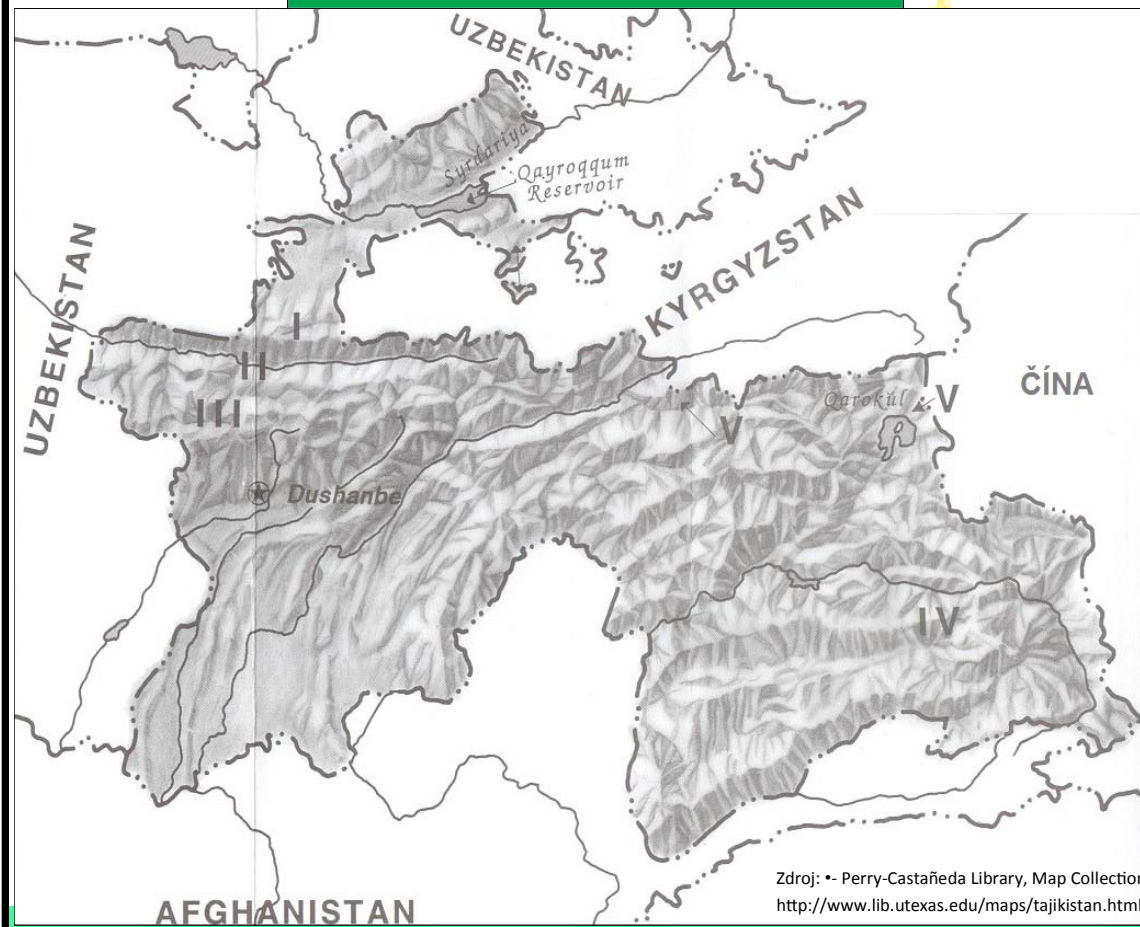 UZBEKISTAN
Syrdariya
Qayroqqum
Reservoir
UZBEKISTAN
KYRGYZSTAN
I
II
III
ČÍNA
Qarokŭl
V
V
Dushanbe
IV
Zdroj: •- Perry-Castañeda Library, Map Collection
http://www.lib.utexas.edu/maps/tajikistan.html
AFGHANISTAN